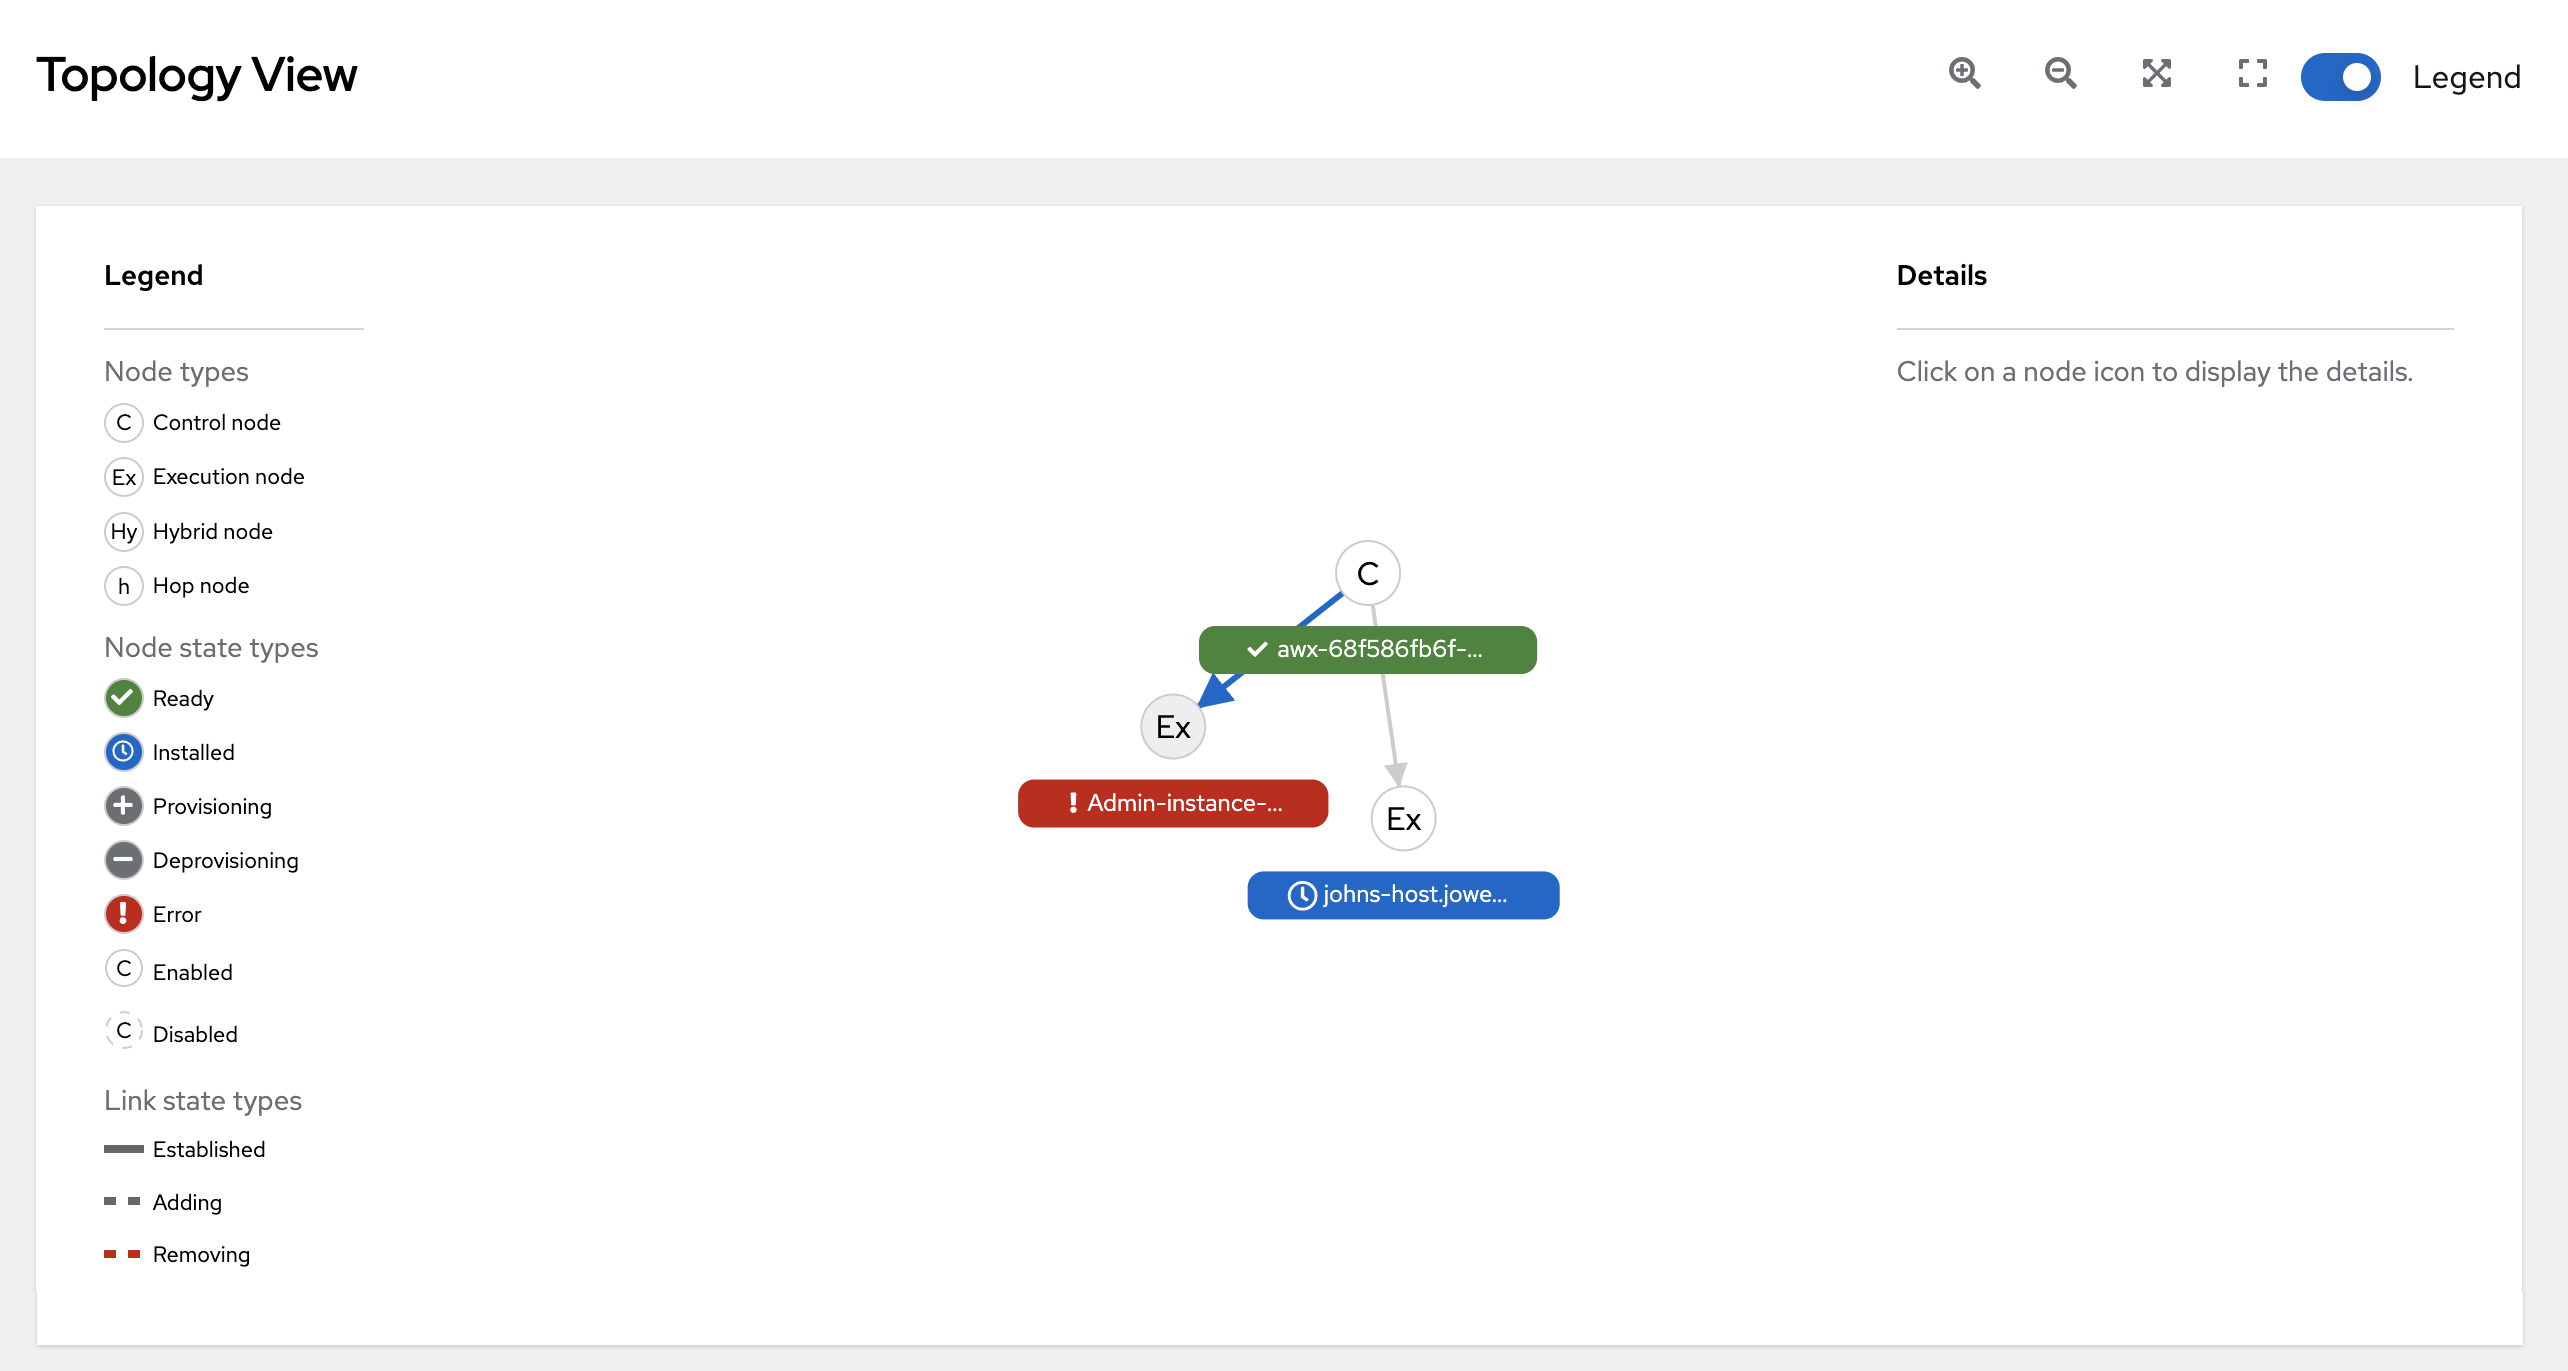 Topology View
Legend
Legend
Node types
C Control node
Ex Execution node
Hy Hybrid node
h Hop node
Node state types
Ready
Installed
Provisioning
Deprovisioning
Error
C Enabled
C Disabled
Link state types
Established
Adding
Removing
C
awx-68f586fb6f-...
Ex
Admin-instance-...
Ex
johns-host.jowe...
Details
Click on a node icon to display the details.